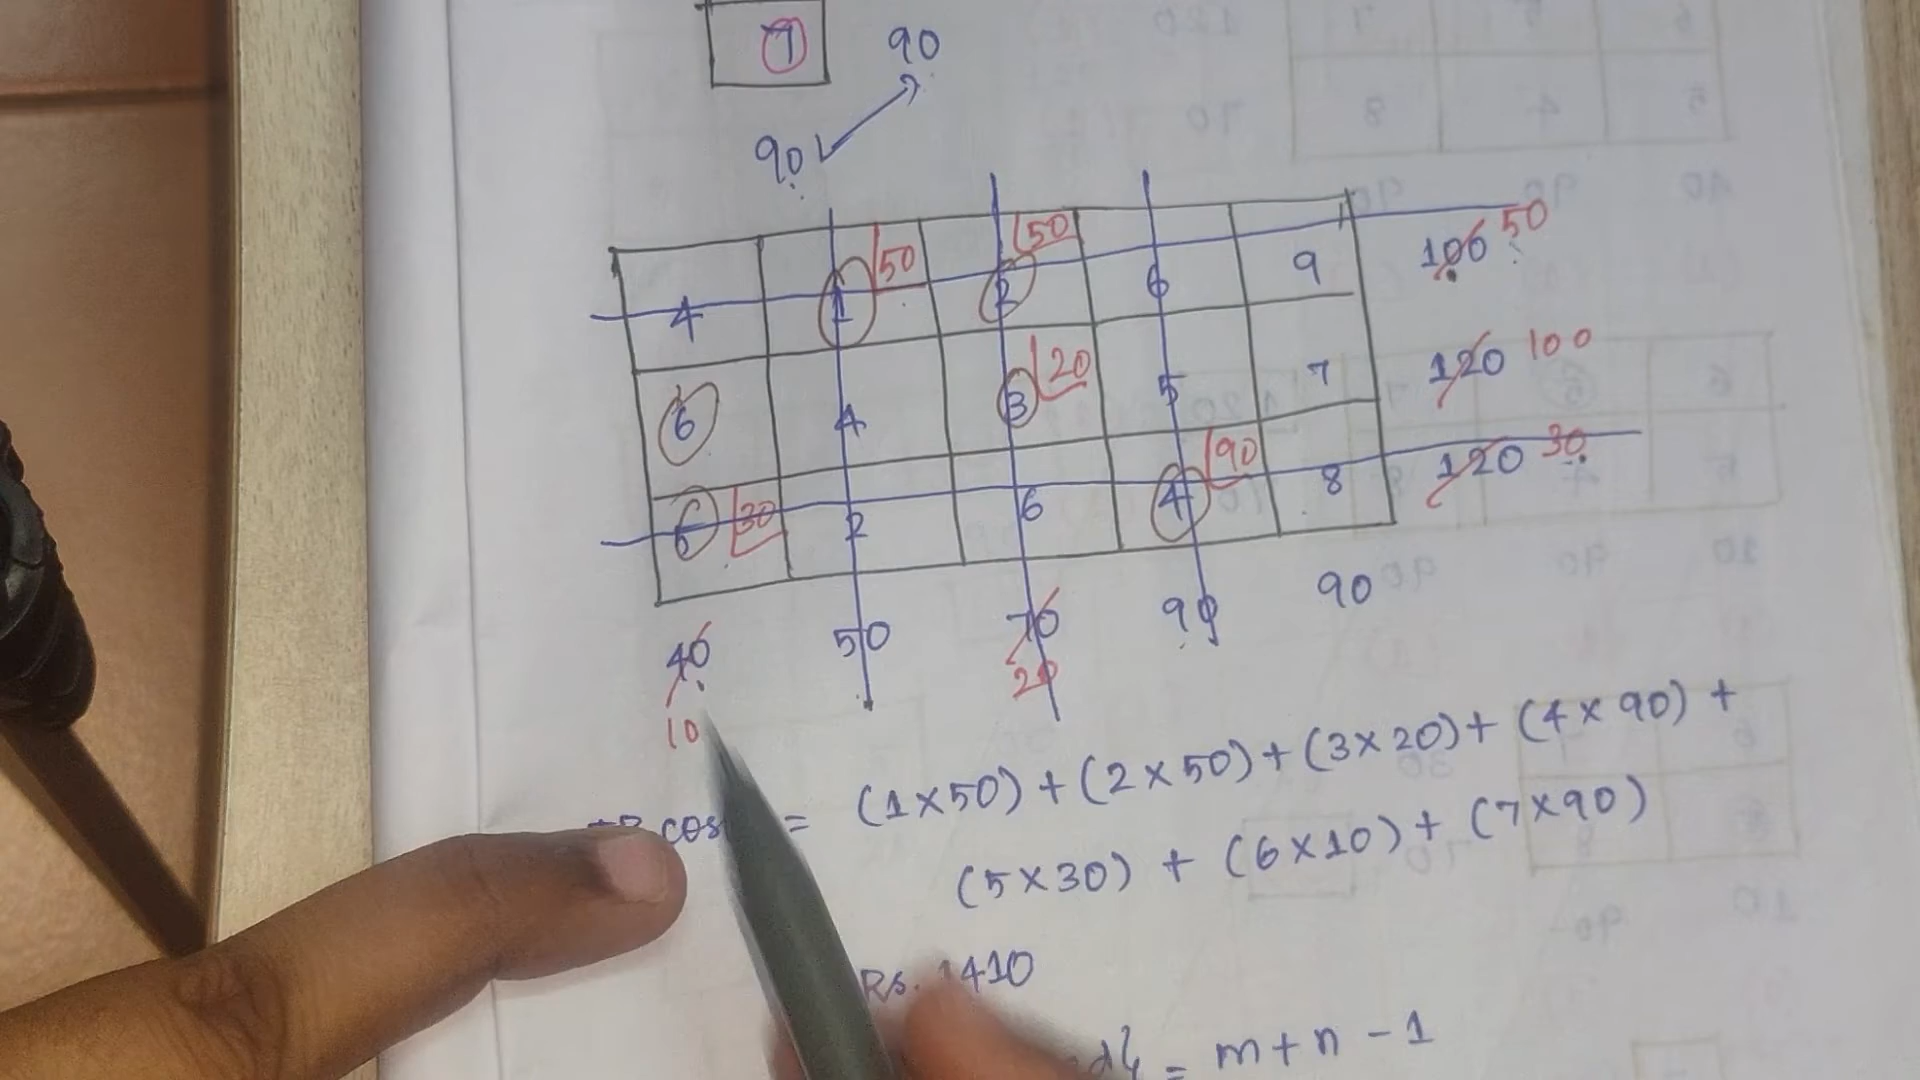 7 90
90
50 50
4 1 2 6 9 100 50
20
6 4 3 5 7 120 100
90
5 30 2 6 4 8 120 30
40 50 70 90 90
10 20
cos = (1×50) + (2×50) + (3×20) + (4×90) +
(5×30) + (6×10) + (7×90)
Rs. 1410
= m+n-1